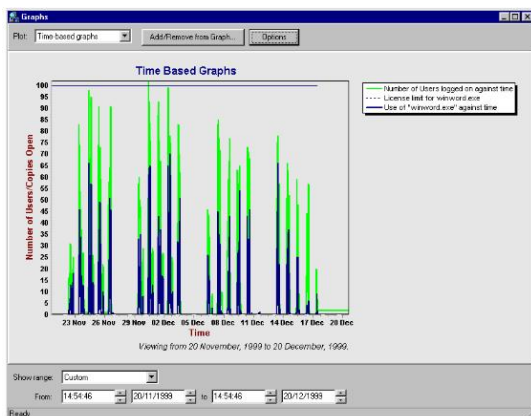 Graphs
Plot: Time-based graphs Add/Remove from Graph... Options
Time Based Graphs
Number of Users logged on against time
License limit for winword.exe
Use of "winword.exe" against time
Number of Users/Copies Open
100
95
90
85
80
75
70
65
60
55
50
45
40
35
30
25
20
15
10
5
0
23 Nov 26 Nov 29 Nov 02 Dec 05 Dec 08 Dec 11 Dec 14 Dec 17 Dec 20 Dec
Time
Viewing from 20 November, 1999 to 20 December, 1999.
Show range: Custom
From: 14:54:46 20/11/1999 to 14:54:46 20/12/1999
Ready